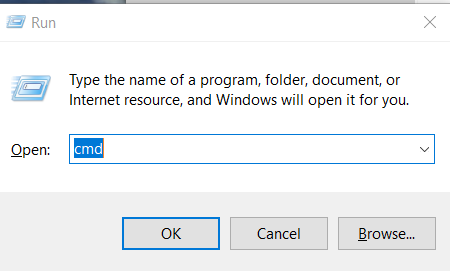 Run
Type the name of a program, folder, document, or
Internet resource, and Windows will open it for you.
Open: cmd
OK Cancel Browse...